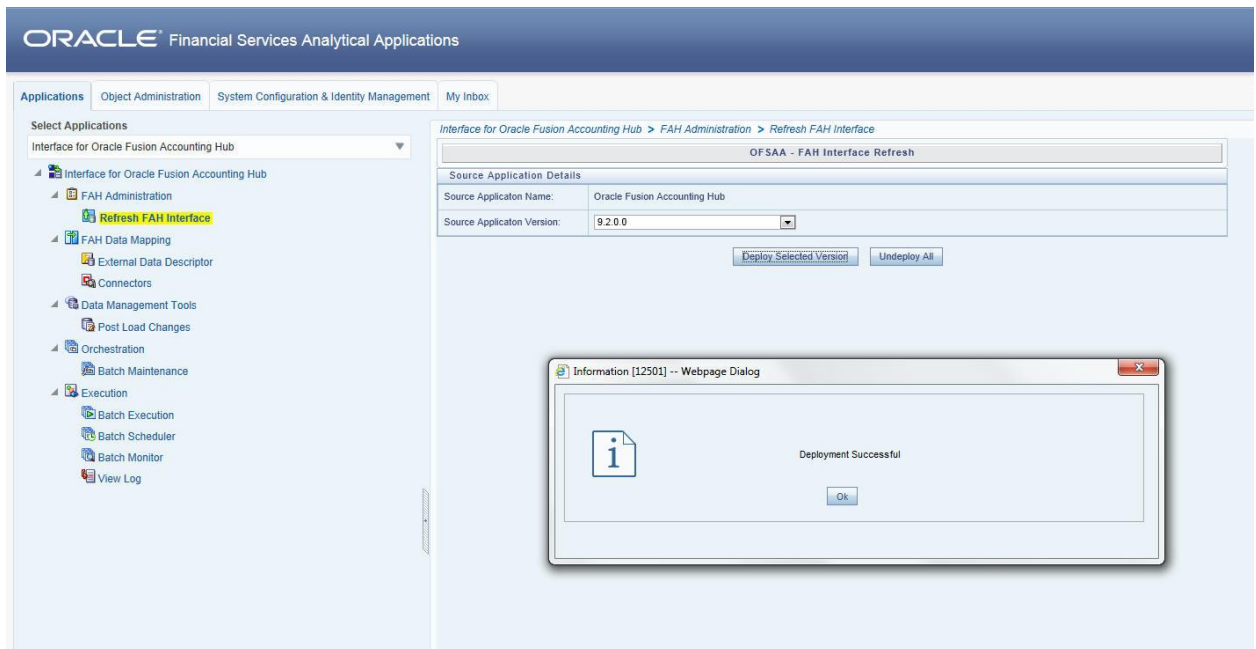 ORACLE® Financial Services Analytical Applications
Applications Object Administration System Configuration & Identity Management My Inbox
Select Applications
Interface for Oracle Fusion Accounting Hub
Interface for Oracle Fusion Accounting Hub
FAH Administration
Refresh FAH Interface
FAH Data Mapping
External Data Descriptor
Connectors
Data Management Tools
Post Load Changes
Orchestration
Batch Maintenance
Execution
Batch Execution
Batch Scheduler
Batch Monitor
View Log
Interface for Oracle Fusion Accounting Hub > FAH Administration > Refresh FAH Interface
OFSAA - FAH Interface Refresh
Source Application Details
Source Applicaton Name: Oracle Fusion Accounting Hub
Source Applicaton Version: 9.2.0.0
Deploy Selected Version Undeploy All
Information [12501] -- Webpage Dialog
Deployment Successful
Ok